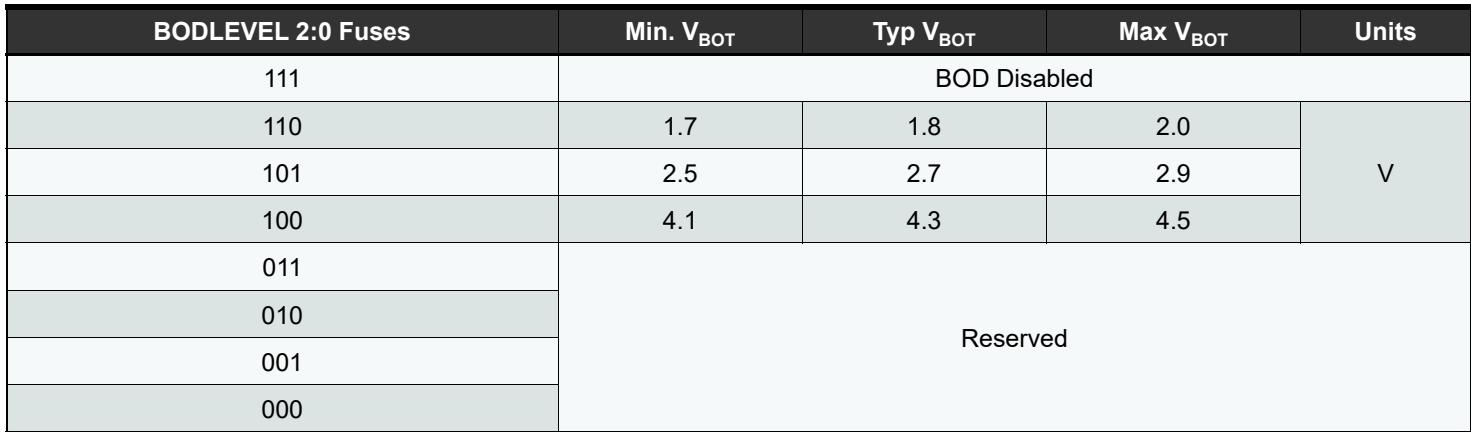 BODLEVEL 2:0 Fuses Min. VBOT Typ VBOT Max VBOT Units
111 BOD Disabled
110 1.7 1.8 2.0
101 2.5 2.7 2.9 V
100 4.1 4.3 4.5
011
010
Reserved
001
000